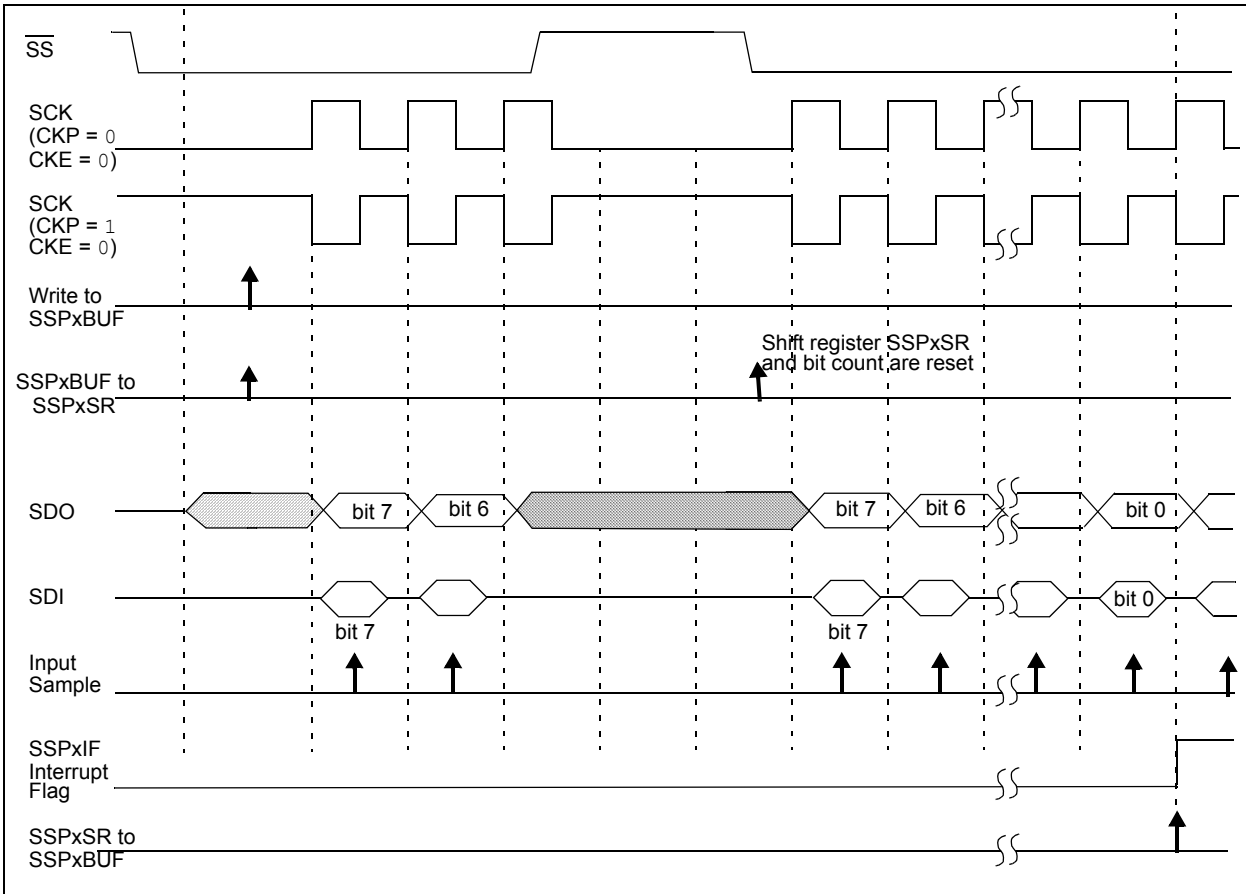 SS
SCK
(CKP = 0
CKE = 0)
SCK
(CKP = 1
CKE = 0)
Write to
SSPxBUF
Shift register SSPxSR
and bit count are reset
SSPxBUF to
SSPxSR
SDO
bit 7
bit 6
bit 7
bit 6
bit 0
SDI
bit 0
bit 7
bit 7
Input
Sample
SSPxIF
Interrupt
Flag
SSPxSR to
SSPxBUF